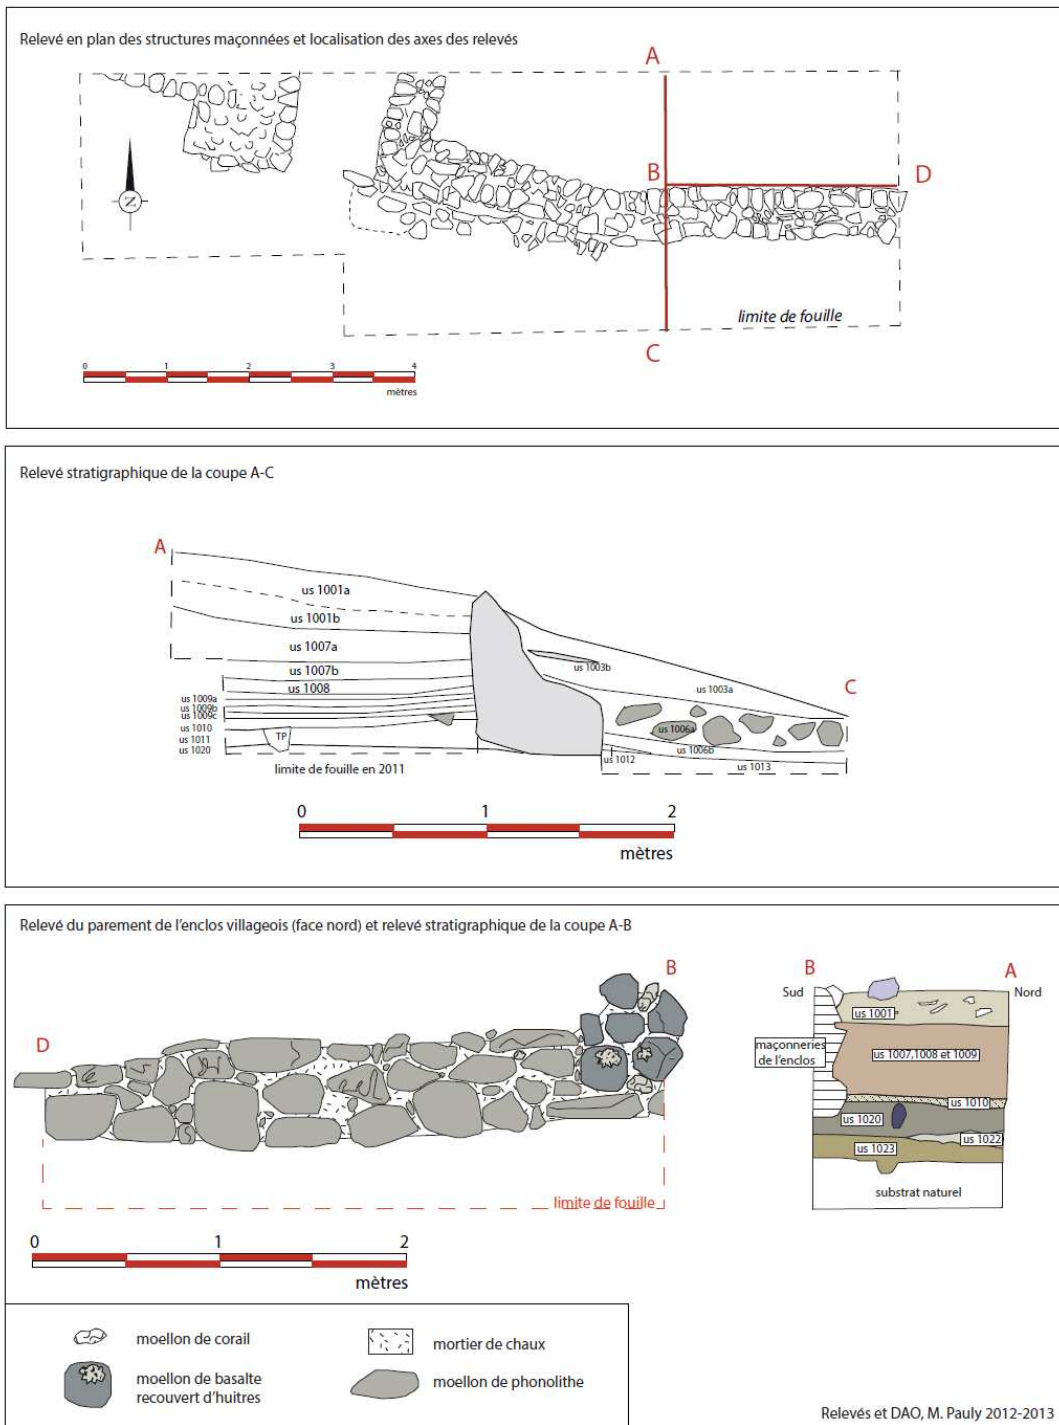 Relevé en plan des structures maçonnées et localisation des axes des relevés
A
B
D
N
limite de fouille
C
0 1 2 3 4
mètres
Relevé stratigraphique de la coupe A-C
A
us 1001a
us 1001b
us 1007a
us 1007b
us 1008
us 1009a
us 1009b
us 1009c
us 1010
us 1011
us 1020
TP
limite de fouille en 2011
us 1003b
us 1003a
C
us 1006a
us 1006b
us 1012
us 1013
0 1 2
mètres
Relevé du parement de l'enclos villageois (face nord) et relevé stratigraphique de la coupe A-B
B
D
limite de fouille
B A
Sud Nord
us 1001
maçonneries
de l'enclos
us 1007,1008 et 1009
us 1010
us 1020
us 1022
us 1023
substrat naturel
0 1 2
mètres
moellon de corail
mortier de chaux
moellon de basalte
recouvert d'huitres
moellon de phonolithe
Relevés et DAO, M. Pauly 2012-2013